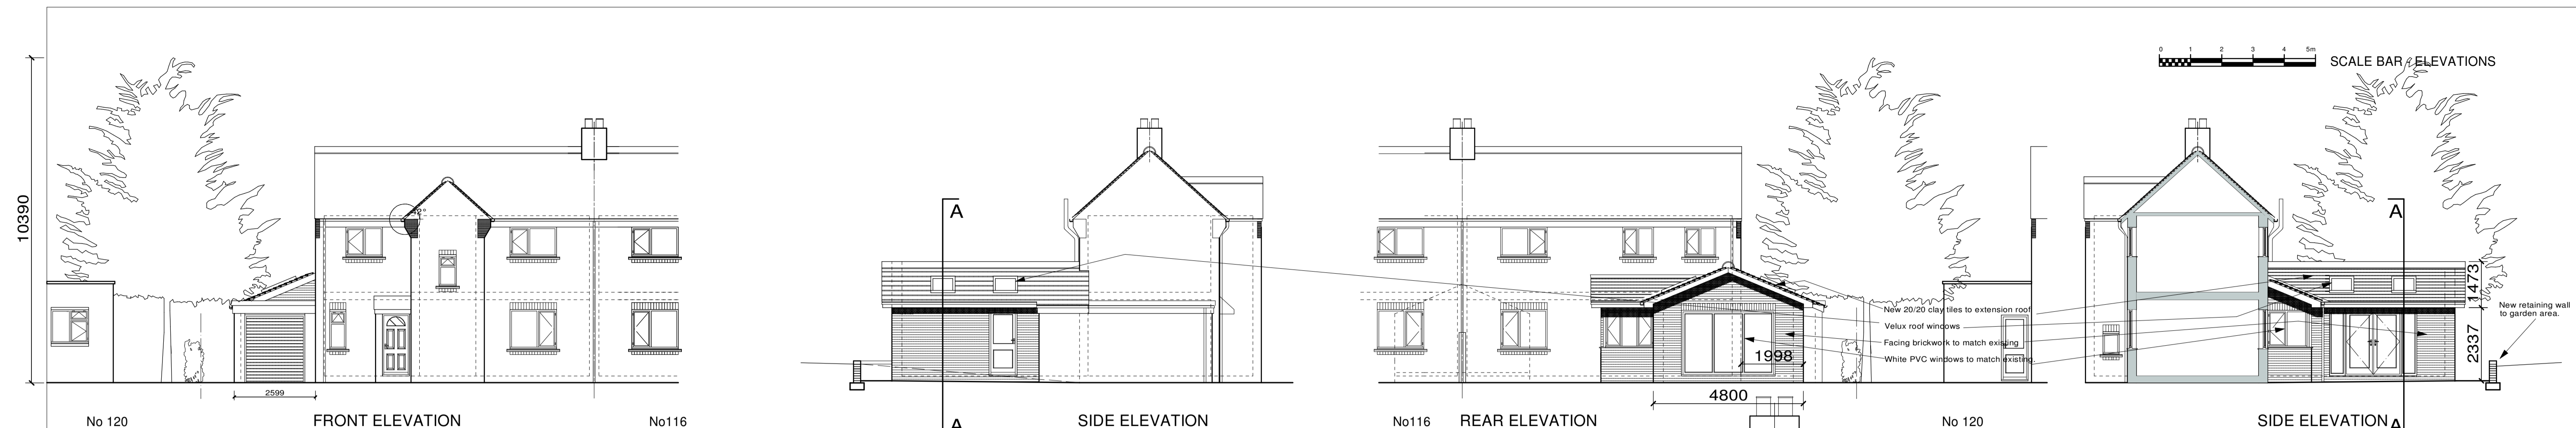 0 1 2 3 4 5m
SCALE BAR - ELEVATIONS
10390
42°
2599
No 120
FRONT ELEVATION
No116
A
A
SIDE ELEVATION
No116
REAR ELEVATION
4800
1998
New 20/20 clay tiles to extension roof
Velux roof windows
Facing brickwork to match existing
White PVC windows to match existing.
No 120
A
1473
2337
New retaining wall
to garden area.
SIDE ELEVATION
A